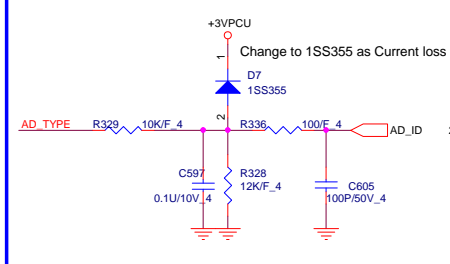 +3VPCU
Change to 1SS355 as Current loss
1
D7
1SS355
2
AD_TYPE
R329
10K/F_4
R336
100/F_4
AD_ID
C597
0.1U/10V_4
R328
12K/F_4
C605
100P/50V_4